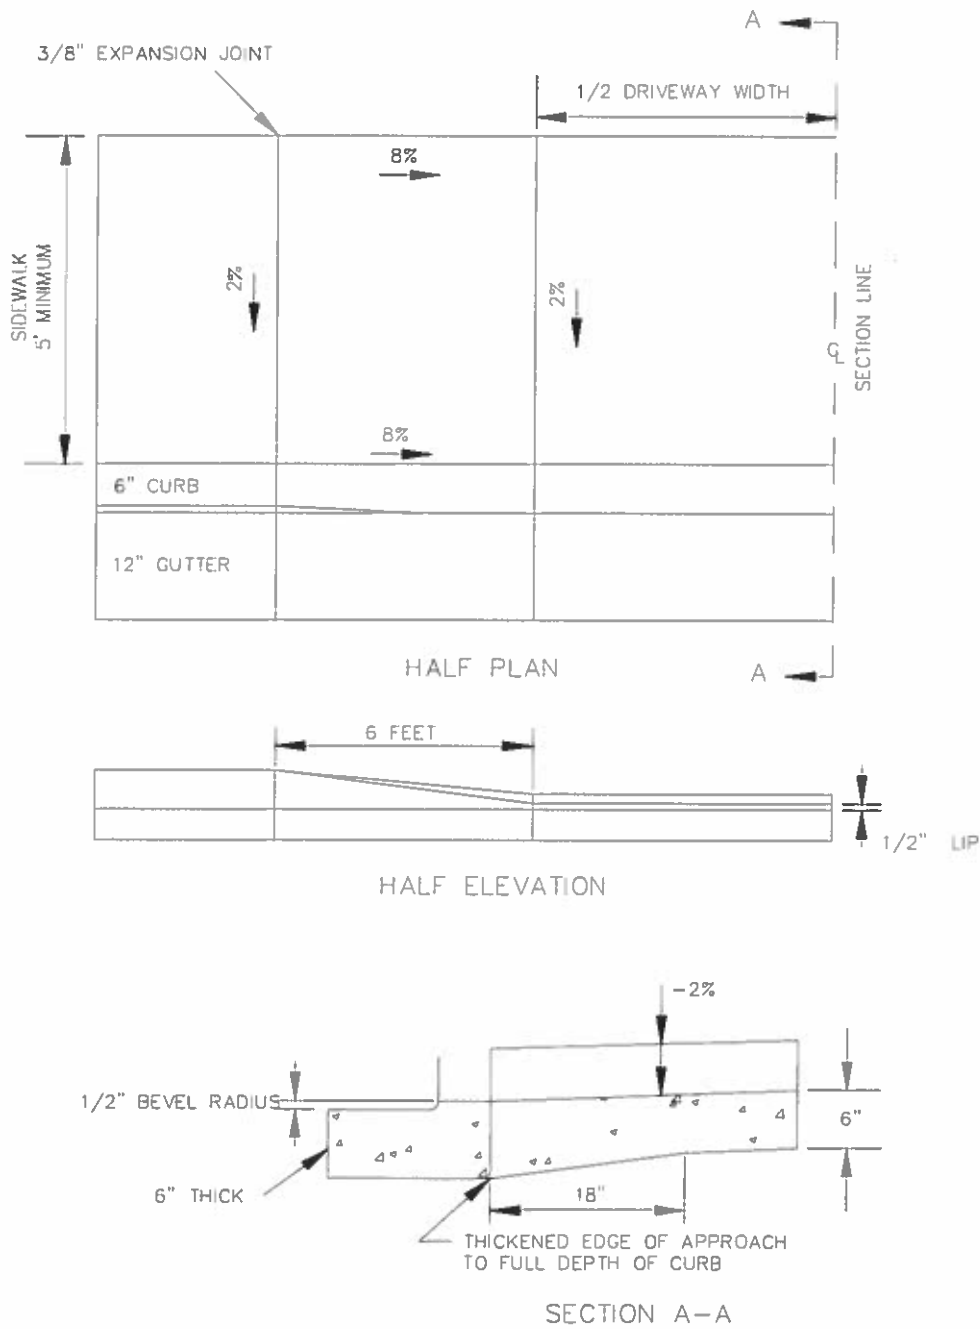 A
3/8" EXPANSION JOINT
1/2 DRIVEWAY WIDTH
8%
SIDEWALK
5' MINIMUM
2%
2%
CL
SECTION LINE
8%
6" CURB
12" GUTTER
HALF PLAN
A
6 FEET
1/2" LIP
HALF ELEVATION
-2%
1/2" BEVEL RADIUS
6"
6" THICK
18"
THICKENED EDGE OF APPROACH
TO FULL DEPTH OF CURB
SECTION A-A